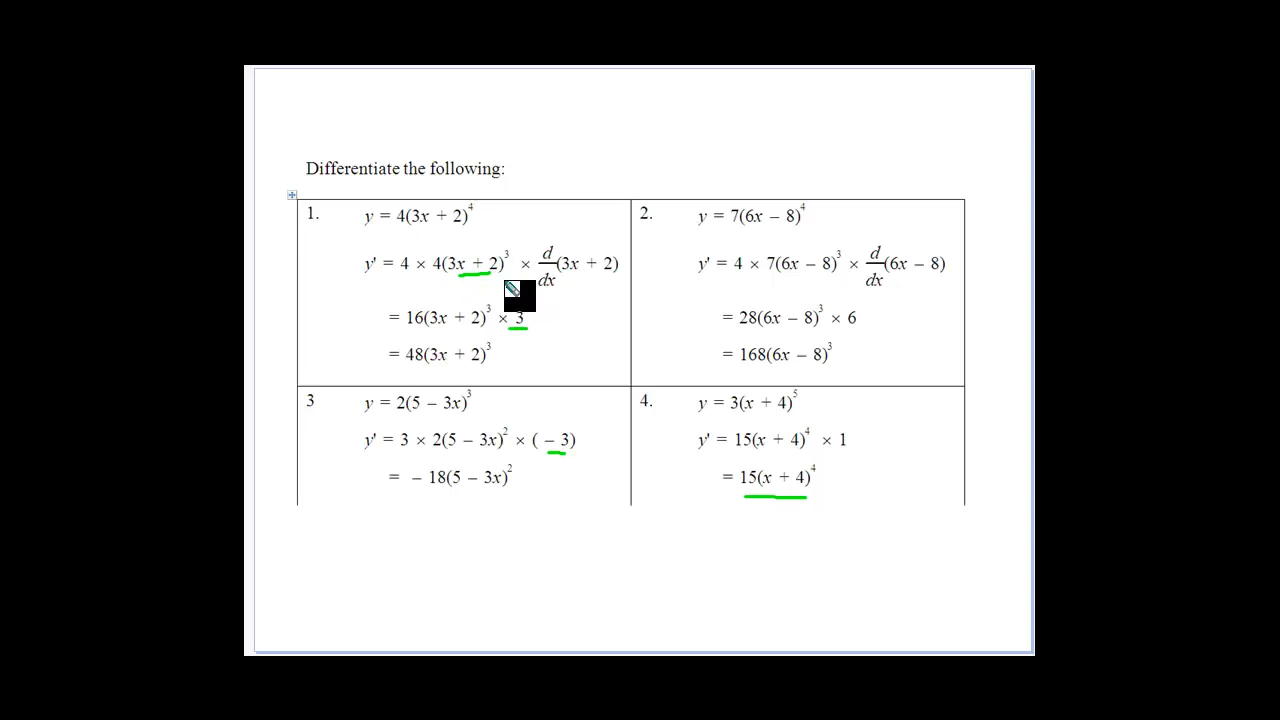 Differentiate the following:
1. y = 4(3x + 2)⁴
y' = 4 × 4(3x + 2)³ × d/dx (3x + 2)
= 16(3x + 2)³ × 3
= 48(3x + 2)³
2. y = 7(6x − 8)⁴
y' = 4 × 7(6x − 8)³ × d/dx (6x − 8)
= 28(6x − 8)³ × 6
= 168(6x − 8)³
3 y = 2(5 − 3x)³
y' = 3 × 2(5 − 3x)² × ( − 3)
= − 18(5 − 3x)²
4. y = 3(x + 4)⁵
y' = 15(x + 4)⁴ × 1
= 15(x + 4)⁴